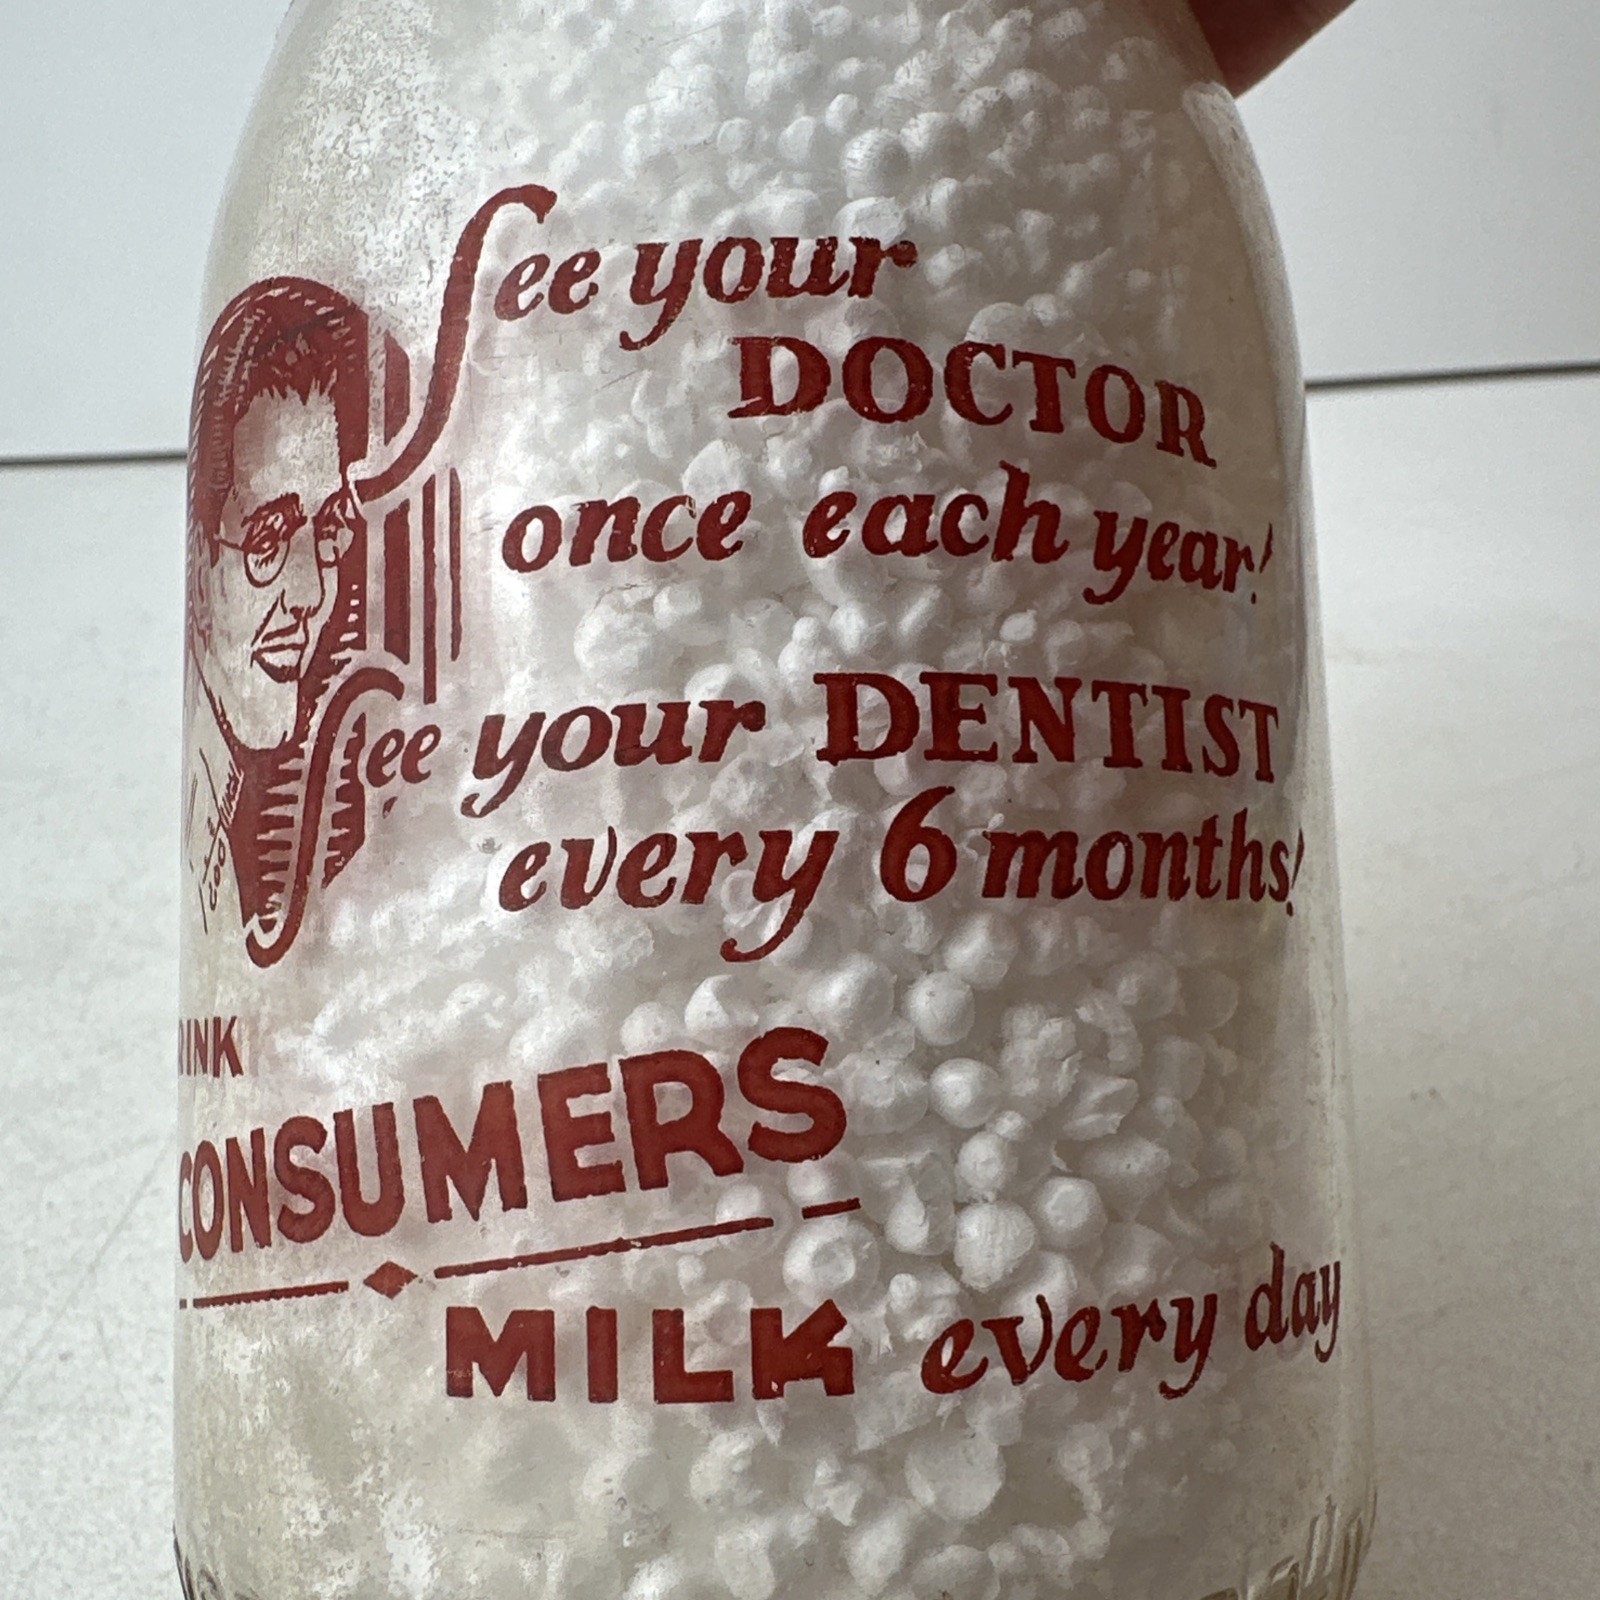 See your
DOCTOR
once each year!
See your DENTIST
every 6 months!
RINK
CONSUMERS
MILK every day